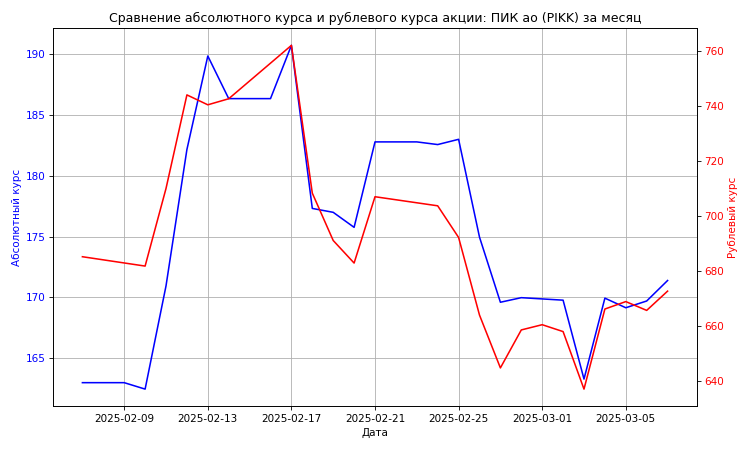 Сравнение абсолютного курса и рублевого курса акции: ПИК ао (PIKK) за месяц
190
185
180
175
170
165
Абсолютный курс
760
740
720
700
680
660
640
Рублевый курс
2025-02-09 2025-02-13 2025-02-17 2025-02-21 2025-02-25 2025-03-01 2025-03-05
Дата